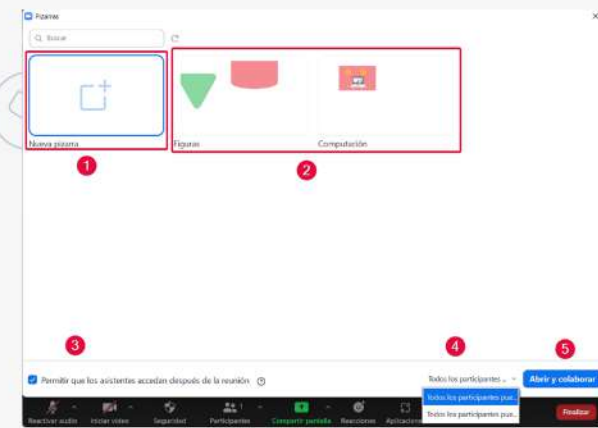 Pizarras
Buscar
Nueva pizarra
Figuras
Computación
1
2
3
4
5
Permitir que los asistentes accedan después de la reunión
Todos los participantes ..
Abrir y colaborar
Todos los participantes pue...
Todos los participantes pue...
Reactivar audio
Iniciar video
Seguridad
Participantes
1
Compartir pantalla
Reacciones
Aplicacione
Finalizar